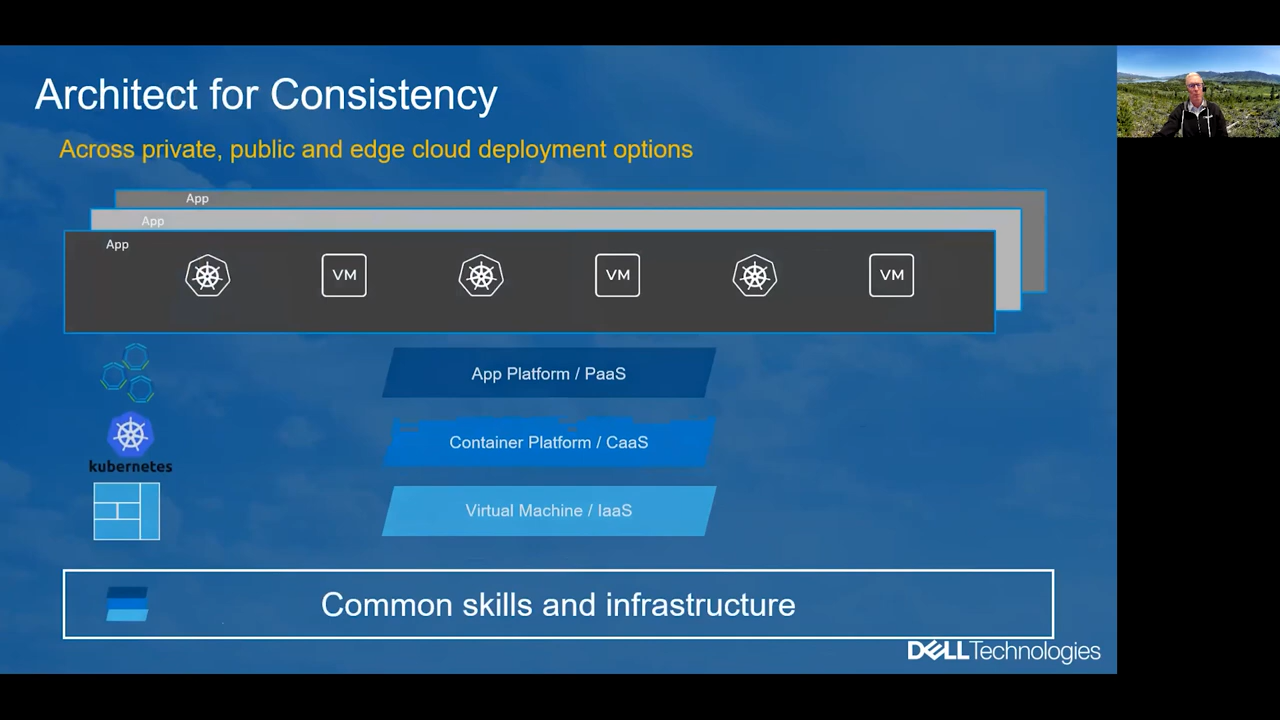 Architect for Consistency
Across private, public and edge cloud deployment options
App
App
App
VM
VM
VM
App Platform / PaaS
Container Platform / CaaS
kubernetes
Virtual Machine / IaaS
Common skills and infrastructure
DELLTechnologies